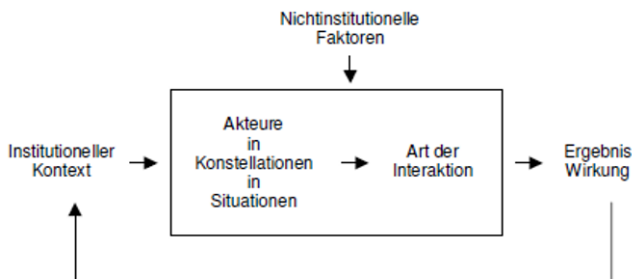 Nichtinstitutionelle
Faktoren
Institutioneller
Kontext
Akteure
in
Konstellationen
in
Situationen
Art der
Interaktion
Ergebnis
Wirkung